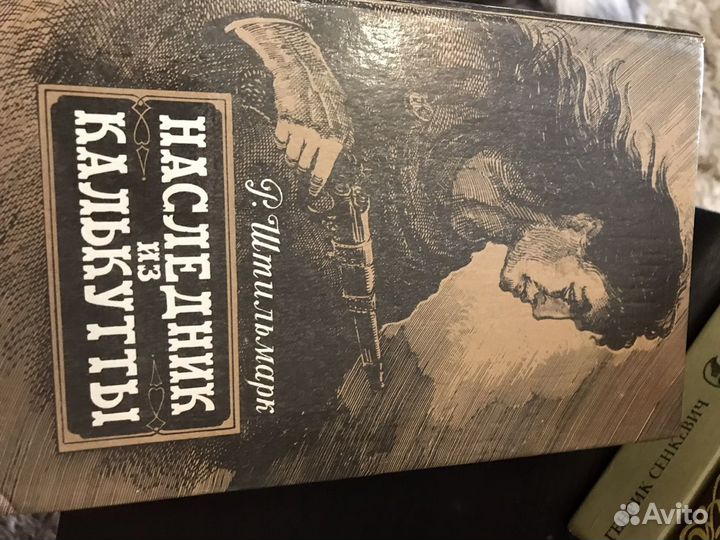 Р. Штильмарк
НАСЛЕДНИК
ИЗ
КАЛЬКУТТЫ
ГЕНРИК СЕНКЕВИЧ
Avito